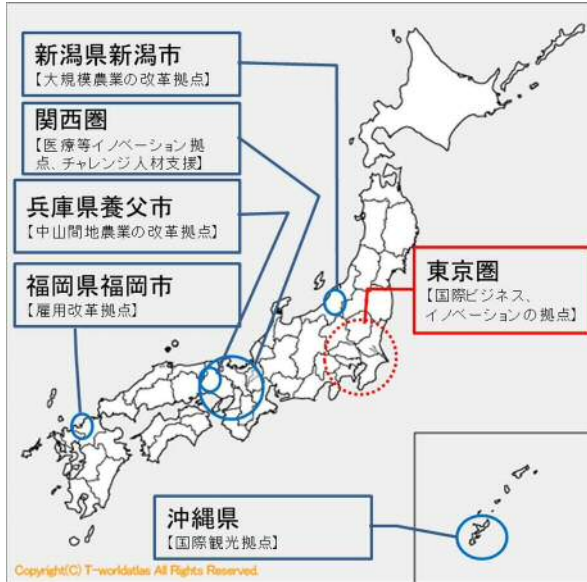 新潟県新潟市
【大規模農業の改革拠点】
関西圏
【医療等イノベーション拠
点、チャレンジ人材支援】
兵庫県養父市
【中山間地農業の改革拠点】
福岡県福岡市
【雇用改革拠点】
東京圏
【国際ビジネス、
イノベーションの拠点】
沖縄県
【国際観光拠点】
Copyright(C) T-worldatlas All Rights Reserved.